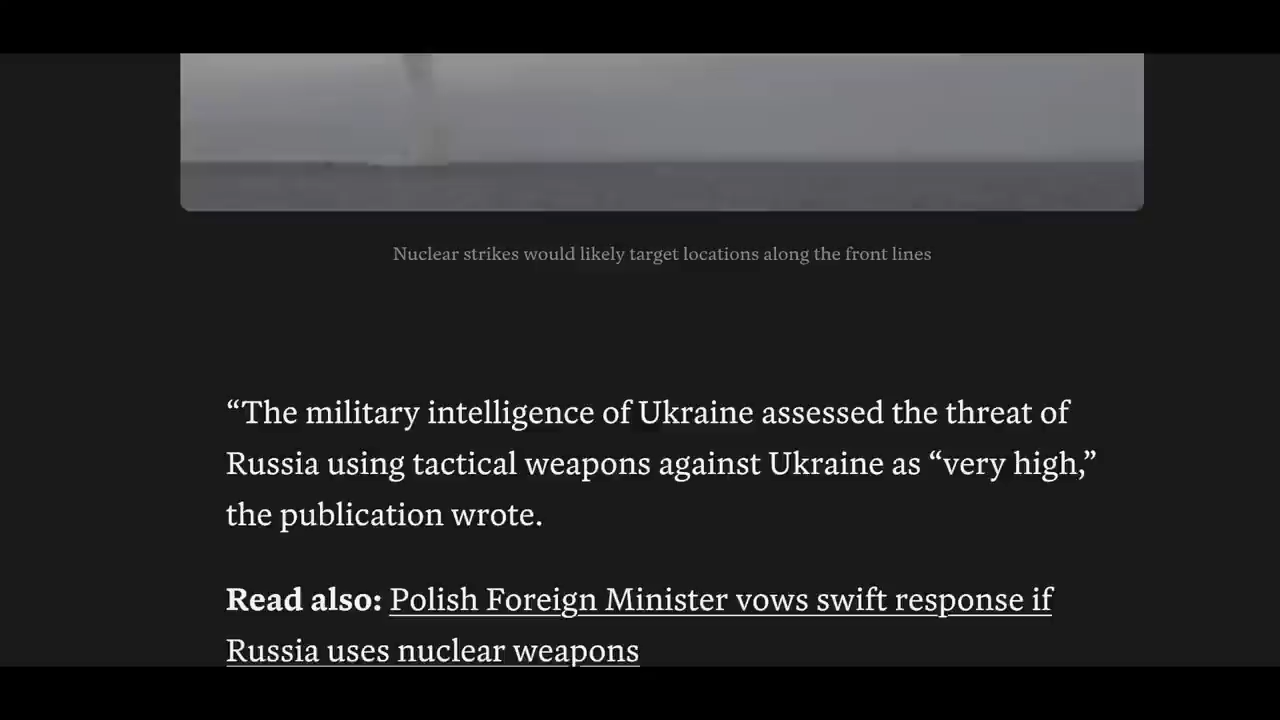 Nuclear strikes would likely target locations along the front lines
“The military intelligence of Ukraine assessed the threat of
Russia using tactical weapons against Ukraine as “very high,”
the publication wrote.
Read also: Polish Foreign Minister vows swift response if
Russia uses nuclear weapons